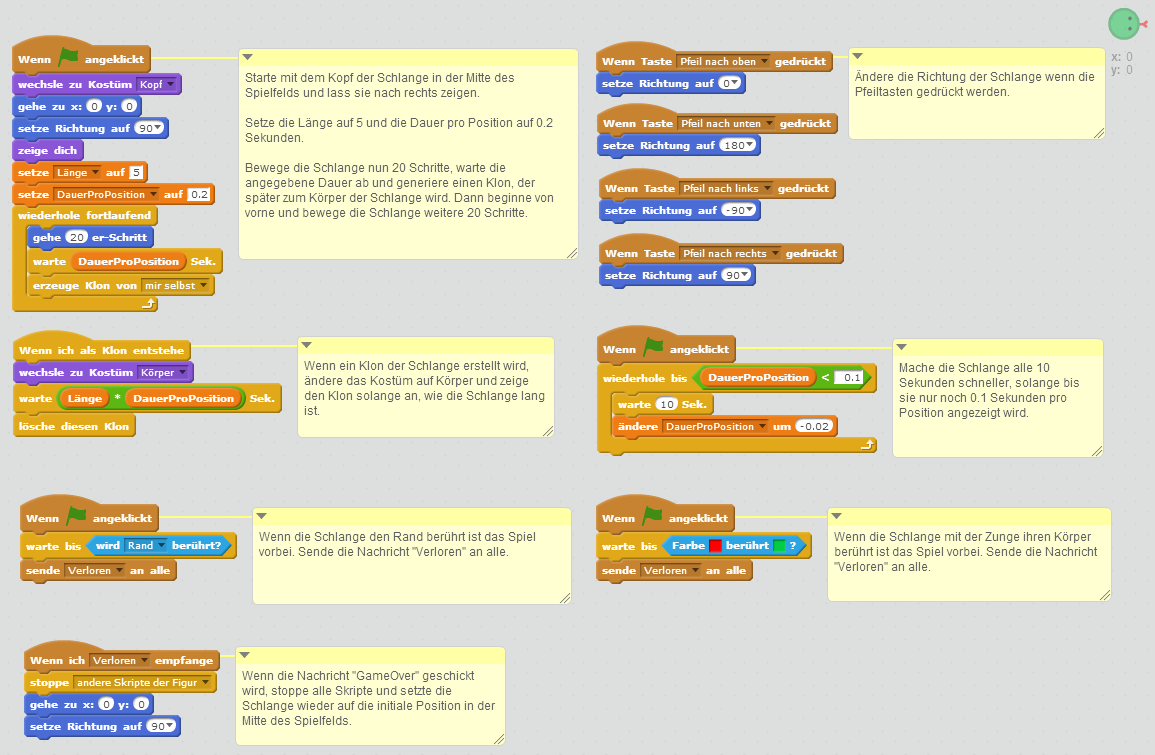 Wenn angeklickt
wechsle zu Kostüm Kopf
gehe zu x: 0 y: 0
setze Richtung auf 90
zeige dich
setze Länge auf 5
setze DauerProPosition auf 0.2
wiederhole fortlaufend
gehe 20 er-Schritt
warte DauerProPosition Sek.
erzeuge Klon von mir selbst
Starte mit dem Kopf der Schlange in der Mitte des
Spielfelds und lass sie nach rechts zeigen.
Setze die Länge auf 5 und die Dauer pro Position auf 0.2
Sekunden.
Bewege die Schlange nun 20 Schritte, warte die
angegebene Dauer ab und generiere einen Klon, der
später zum Körper der Schlange wird. Dann beginne von
vorne und bewege die Schlange weitere 20 Schritte.
Wenn Taste Pfeil nach oben gedrückt
setze Richtung auf 0
Wenn Taste Pfeil nach unten gedrückt
setze Richtung auf 180
Wenn Taste Pfeil nach links gedrückt
setze Richtung auf -90
Wenn Taste Pfeil nach rechts gedrückt
setze Richtung auf 90
Ändere die Richtung der Schlange wenn die
Pfeiltasten gedrückt werden.
x: 0
y: 0
Wenn ich als Klon entstehe
wechsle zu Kostüm Körper
warte Länge * DauerProPosition Sek.
lösche diesen Klon
Wenn ein Klon der Schlange erstellt wird,
ändere das Kostüm auf Körper und zeige
den Klon solange an, wie die Schlange lang
ist.
Wenn angeklickt
wiederhole bis DauerProPosition < 0.1
warte 10 Sek.
ändere DauerProPosition um -0.02
Mache die Schlange alle 10
Sekunden schneller, solange bis
sie nur noch 0.1 Sekunden pro
Position angezeigt wird.
Wenn angeklickt
warte bis wird Rand berührt?
sende Verloren an alle
Wenn die Schlange den Rand berührt ist das Spiel
vorbei. Sende die Nachricht "Verloren" an alle.
Wenn angeklickt
warte bis Farbe berührt ?
sende Verloren an alle
Wenn die Schlange mit der Zunge ihren Körper
berührt ist das Spiel vorbei. Sende die Nachricht
"Verloren" an alle.
Wenn ich Verloren empfange
stoppe andere Skripte der Figur
gehe zu x: 0 y: 0
setze Richtung auf 90
Wenn die Nachricht "GameOver" geschickt
wird, stoppe alle Skripte und setzte die
Schlange wieder auf die initiale Position in der
Mitte des Spielfelds.